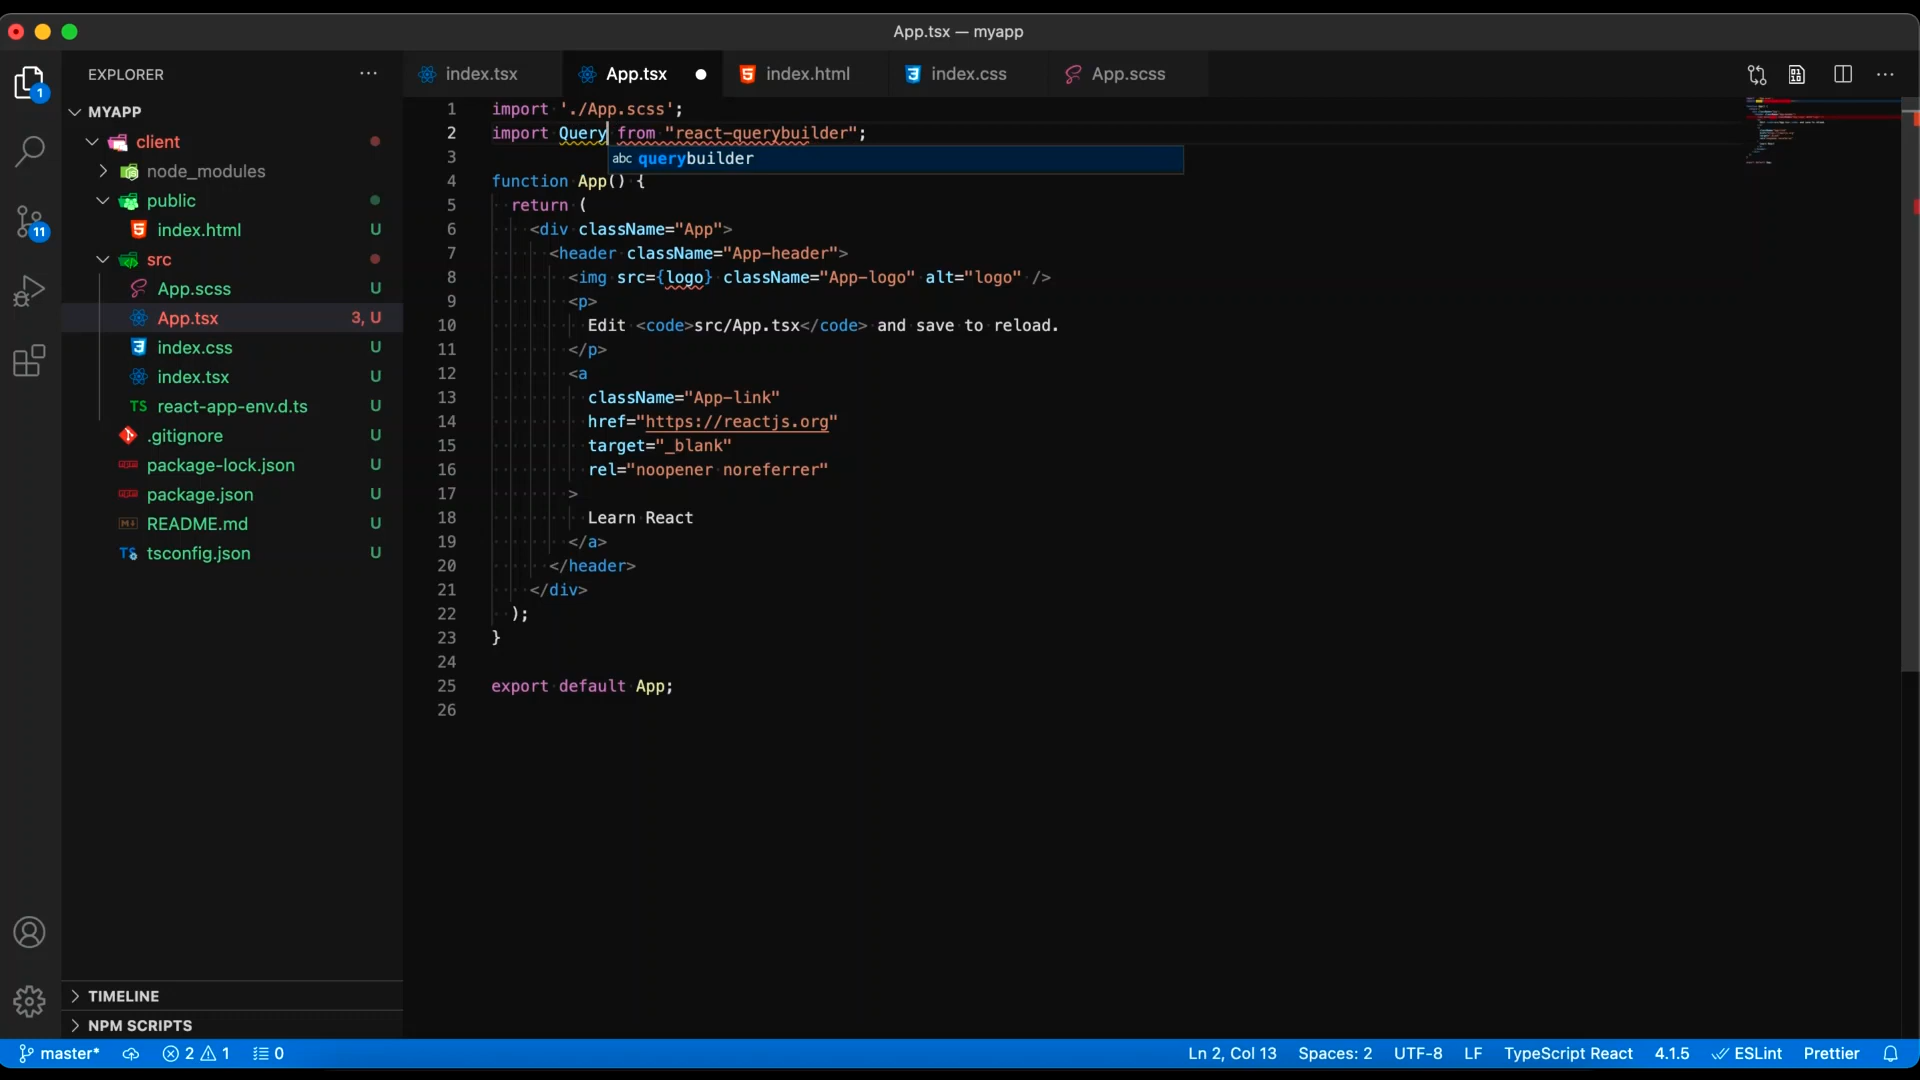 App.tsx — myapp
EXPLORER
index.tsx
App.tsx
index.html
index.css
App.scss
1
11
MYAPP
client
node_modules
public
index.html U
src
App.scss U
App.tsx 3, U
index.css U
index.tsx U
TS react-app-env.d.ts U
.gitignore U
package-lock.json U
package.json U
README.md U
TS tsconfig.json U
TIMELINE
NPM SCRIPTS
1 import './App.scss';
2 import Query from "react-querybuilder";
abc querybuilder
3
4 function App() {
5 return (
6 <div className="App">
7 <header className="App-header">
8 <img src={logo} className="App-logo" alt="logo" />
9 <p>
10 Edit <code>src/App.tsx</code> and save to reload.
11 </p>
12 <a
13 className="App-link"
14 href="https://reactjs.org"
15 target="_blank"
16 rel="noopener noreferrer"
17 >
18 Learn React
19 </a>
20 </header>
21 </div>
22 );
23 }
24
25 export default App;
26
master* 2 1 0 Ln 2, Col 13 Spaces: 2 UTF-8 LF TypeScript React 4.1.5 ESLint Prettier